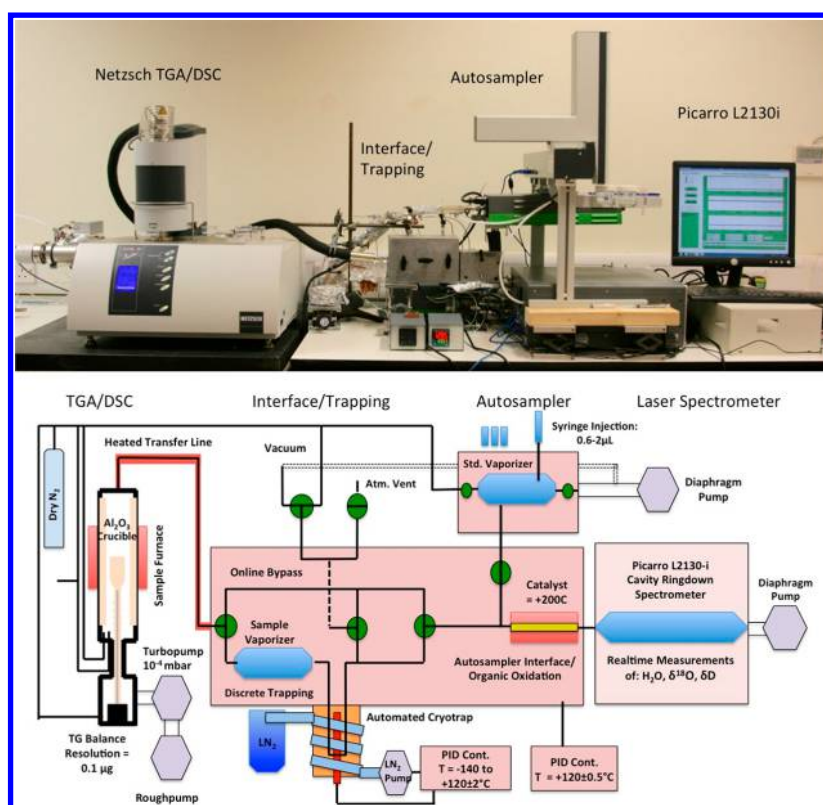 Netzsch TGA/DSC
Autosampler
Picarro L2130i
Interface/
Trapping
NETZSCH
TGA/DSC
Interface/Trapping
Autosampler
Laser Spectrometer
Heated Transfer Line
Vacuum
Atm. Vent
Syringe Injection:
0.6-2μL
Std. Vaporizer
Diaphragm
Pump
Dry N2
Al2O3
Crucible
Sample Furnace
Online Bypass
Sample
Vaporizer
Discrete Trapping
Catalyst
= +200C
Autosampler Interface/
Organic Oxidation
Picarro L2130-i
Cavity Ringdown
Spectrometer
Realtime Measurements
of: H2O, δ18O, δD
Diaphragm
Pump
Turbopump
10-4 mbar
TG Balance
Resolution =
0.1 μg
Roughpump
LN2
Automated Cryotrap
LN2
Pump
PID Cont.
T = -140 to
+120±2°C
PID Cont.
T = +120±0.5°C